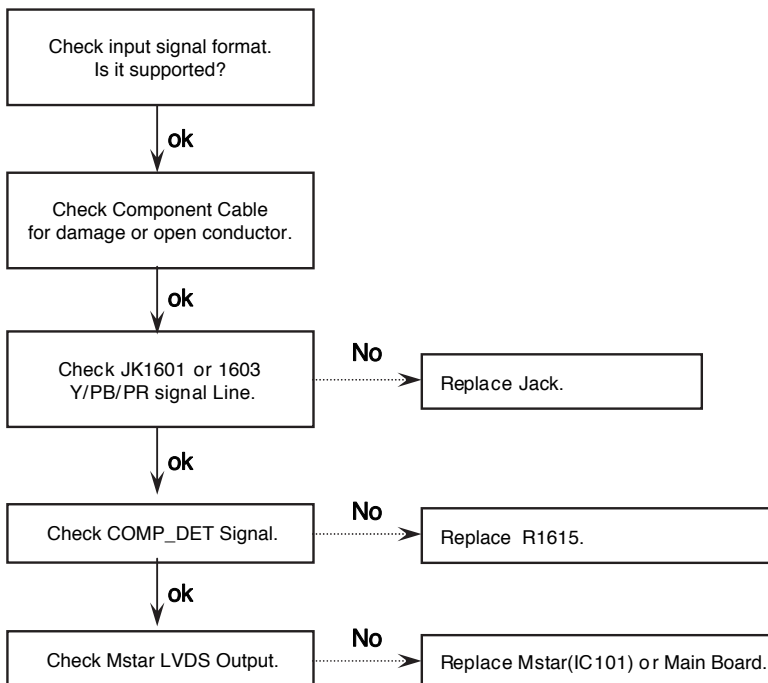 Check input signal format.
Is it supported?
ok
Check Component Cable
for damage or open conductor.
ok
Check JK1601 or 1603
Y/PB/PR signal Line.
No
Replace Jack.
ok
Check COMP_DET Signal.
No
Replace R1615.
ok
Check Mstar LVDS Output.
No
Replace Mstar(IC101) or Main Board.